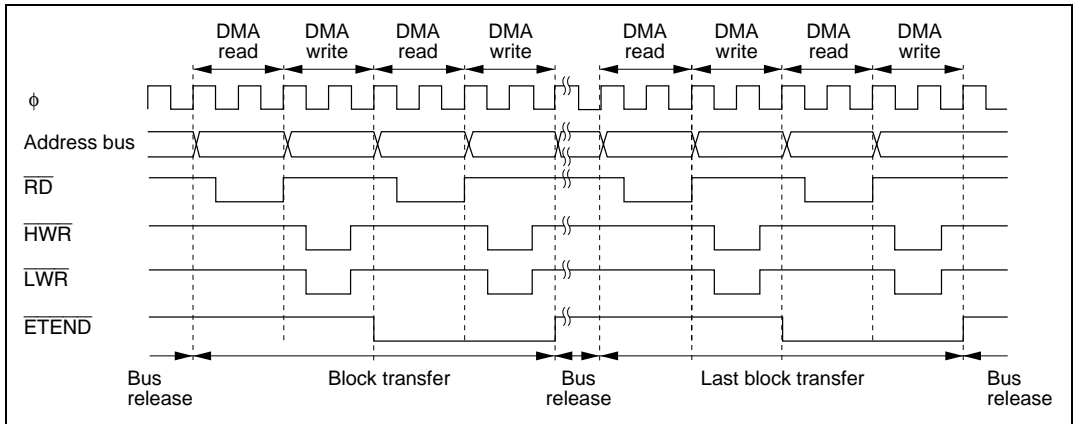 DMA read DMA write DMA read DMA write DMA read DMA write DMA read DMA write
ϕ
Address bus
RD
HWR
LWR
ETEND
Bus release Block transfer Bus release Last block transfer Bus release